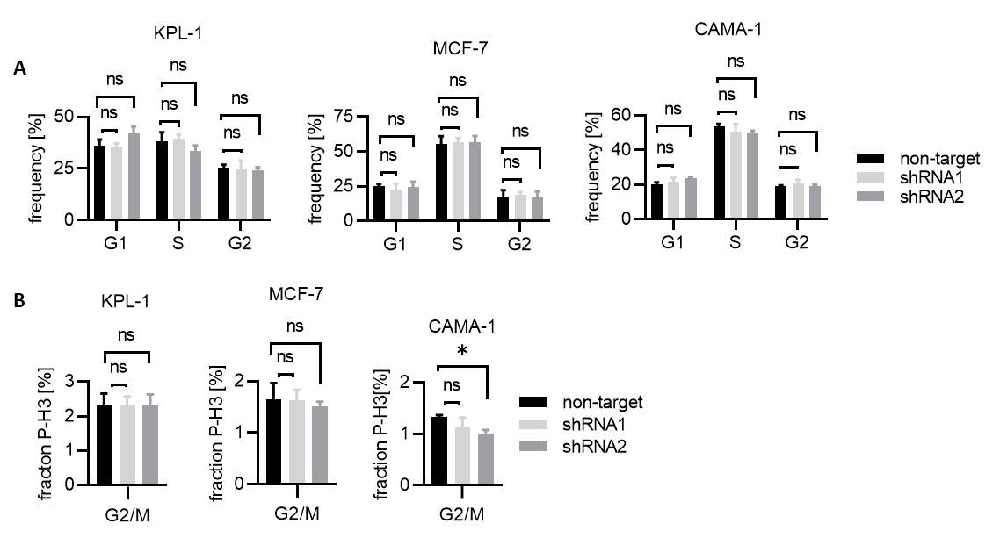 A
KPL-1
frequency [%]
50
25
0
ns
ns
ns
ns
ns
ns
G1
S
G2
MCF-7
frequency [%]
75
50
25
0
ns
ns
ns
ns
ns
ns
G1
S
G2
CAMA-1
frequency [%]
60
40
20
0
ns
ns
ns
ns
ns
ns
G1
S
G2
non-target
shRNA1
shRNA2
B
KPL-1
fracton P-H3 [%]
3
2
1
0
ns
ns
G2/M
MCF-7
fraction P-H3 [%]
2
1
0
ns
ns
G2/M
CAMA-1
fraction P-H3[%]
2
1
0
*
ns
G2/M
non-target
shRNA1
shRNA2